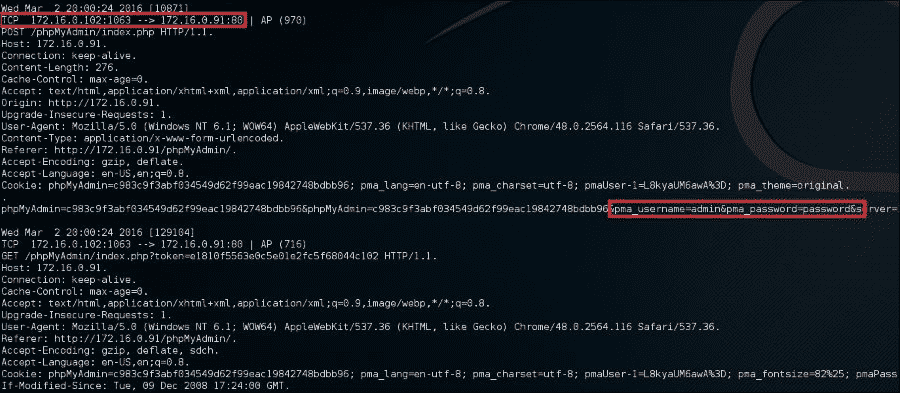 Wed Mar  2 20:00:24 2016 [10871]
TCP  172.16.0.102:1063 --> 172.16.0.91:80 | AP (970)
POST /phpMyAdmin/index.php HTTP/1.1.
Host: 172.16.0.91.
Connection: keep-alive.
Content-Length: 276.
Cache-Control: max-age=0.
Accept: text/html,application/xhtml+xml,application/xml;q=0.9,image/webp,*/*;q=0.8.
Origin: http://172.16.0.91.
Upgrade-Insecure-Requests: 1.
User-Agent: Mozilla/5.0 (Windows NT 6.1; WOW64) AppleWebKit/537.36 (KHTML, like Gecko) Chrome/48.0.2564.116 Safari/537.36.
Content-Type: application/x-www-form-urlencoded.
Referer: http://172.16.0.91/phpMyAdmin/.
Accept-Encoding: gzip, deflate.
Accept-Language: en-US,en;q=0.8.
Cookie: phpMyAdmin=c983c9f3abf034549d62f99eac19842748bdbb96; pma_lang=en-utf-8; pma_charset=utf-8; pmaUser-1=L8kyaUM6awA%3D; pma_theme=original.
.
phpMyAdmin=c983c9f3abf034549d62f99eac19842748bdbb96&phpMyAdmin=c983c9f3abf034549d62f99eac19842748bdbb96&pma_username=admin&pma_password=password&server=
Wed Mar  2 20:00:24 2016 [129104]
TCP  172.16.0.102:1063 --> 172.16.0.91:80 | AP (716)
GET /phpMyAdmin/index.php?token=e1810f5563e0c5e01e2fc5f68044c102 HTTP/1.1.
Host: 172.16.0.91.
Connection: keep-alive.
Cache-Control: max-age=0.
Accept: text/html,application/xhtml+xml,application/xml;q=0.9,image/webp,*/*;q=0.8.
Upgrade-Insecure-Requests: 1.
User-Agent: Mozilla/5.0 (Windows NT 6.1; WOW64) AppleWebKit/537.36 (KHTML, like Gecko) Chrome/48.0.2564.116 Safari/537.36.
Referer: http://172.16.0.91/phpMyAdmin/.
Accept-Encoding: gzip, deflate, sdch.
Accept-Language: en-US,en;q=0.8.
Cookie: phpMyAdmin=c983c9f3abf034549d62f99eac19842748bdbb96; pma_lang=en-utf-8; pma_charset=utf-8; pmaUser-1=L8kyaUM6awA%3D; pma_fontsize=82%25; pmaPass
If-Modified-Since: Tue, 09 Dec 2008 17:24:00 GMT.